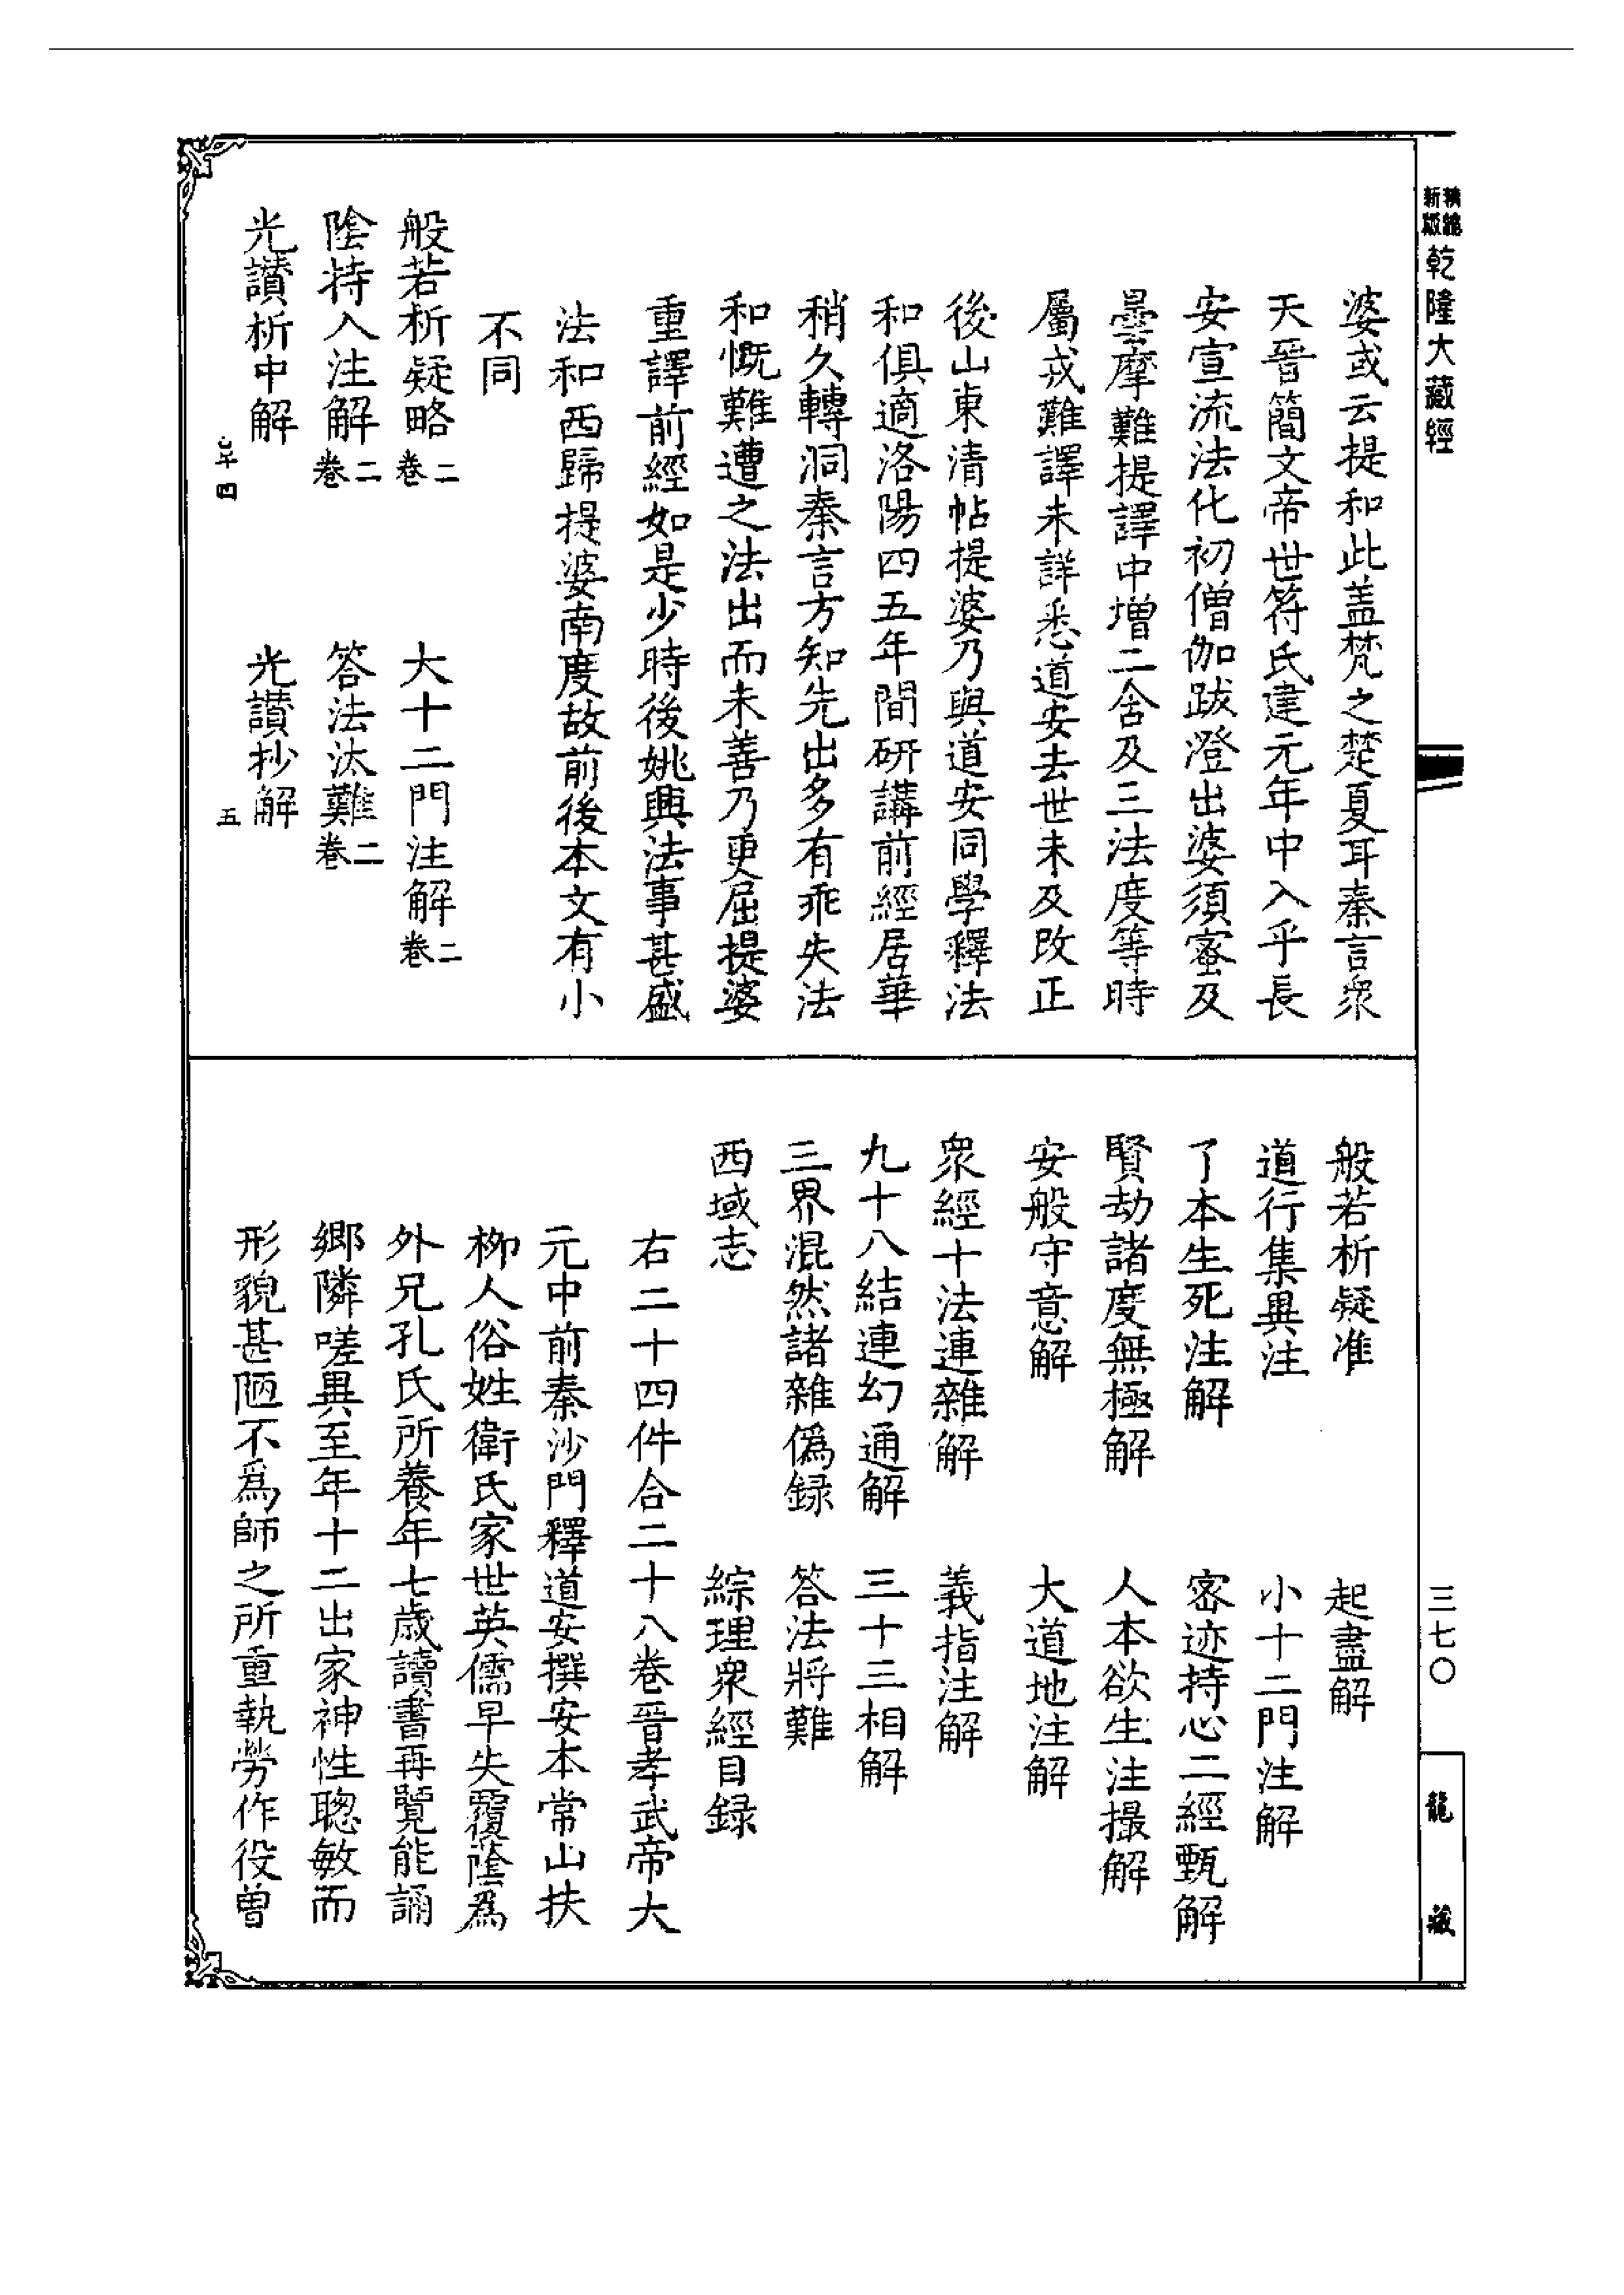 新編縮版乾隆大藏經
婆或云提和此盖梵之楚夏耳秦言衆
天晉簡文帝世符氏建元年中入乎長
安宣流法化初僧伽跋澄出婆須蜜及
曇摩難提譯中增二含及三法度等時
屬戎難譯未詳悉道安去世未及改正
後山東清帖提婆乃與道安同學釋法
和俱適洛陽四五年間研講前經居華
稍久轉洞秦言方知先出多有乖失法
和慨難遭之法出而未善乃更屈提婆
重譯前經如是少時後姚興法事甚盛
法和西歸提婆南度故前後本文有小
不同
般若析疑略二卷 大十二門注解二卷
陰持入注解二卷 答法汰難二卷
光讃析中解 光讃抄解
四 五
般若析疑准 起盡解
道行集異注 小十二門注解
了本生死注解 密迹持心二經甄解
賢劫諸度無極解 人本欲生注撮解
安般守意解 大道地注解
衆經十法連雜解 義指注解
九十八結連幻通解 三十三相解
三界混然諸雜偽録 答法將難
西域志 綜理衆經目録
右二十四件合二十八卷晉孝武帝大
元中前秦沙門釋道安撰安本常山扶
柳人俗姓衛氏家世英儒早失覆蔭為
外兄孔氏所養年七歲讀書再覽能誦
鄉隣嗟異至年十二出家神性聰敏而
形貌甚陋不爲師之所重執勞作役曽
三七〇
龍藏